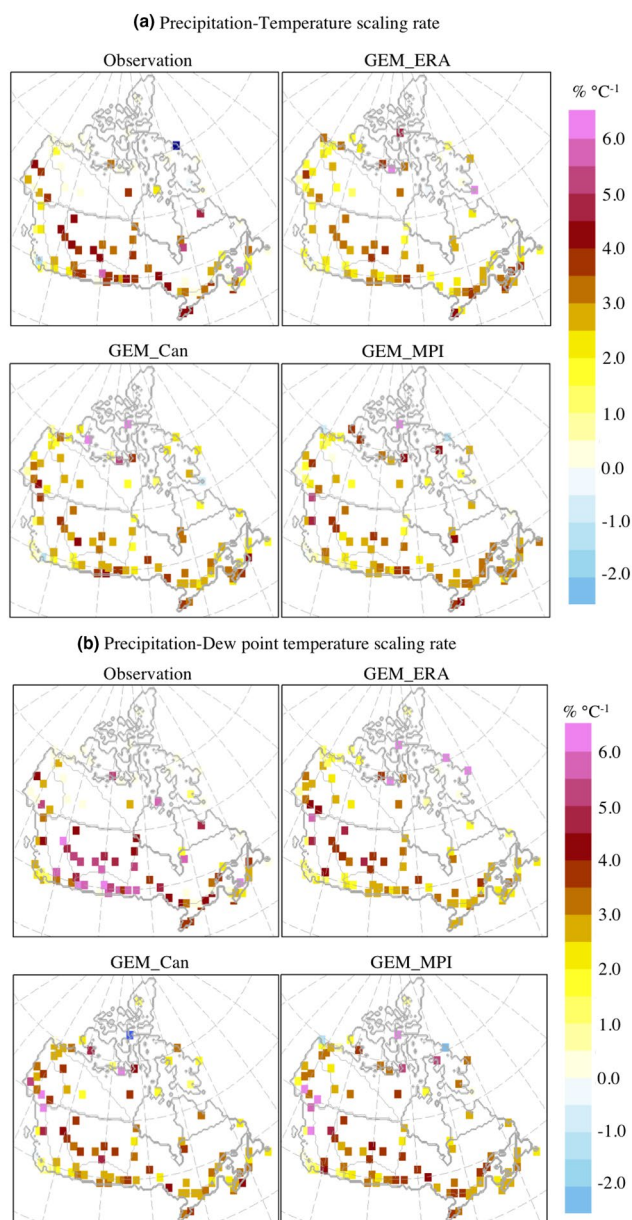 (a) Precipitation-Temperature scaling rate
Observation
GEM_ERA
% °C-1
6.0
5.0
4.0
3.0
2.0
1.0
0.0
-1.0
-2.0
GEM_Can
GEM_MPI
(b) Precipitation-Dew point temperature scaling rate
Observation
GEM_ERA
% °C-1
6.0
5.0
4.0
3.0
2.0
1.0
0.0
-1.0
-2.0
GEM_Can
GEM_MPI